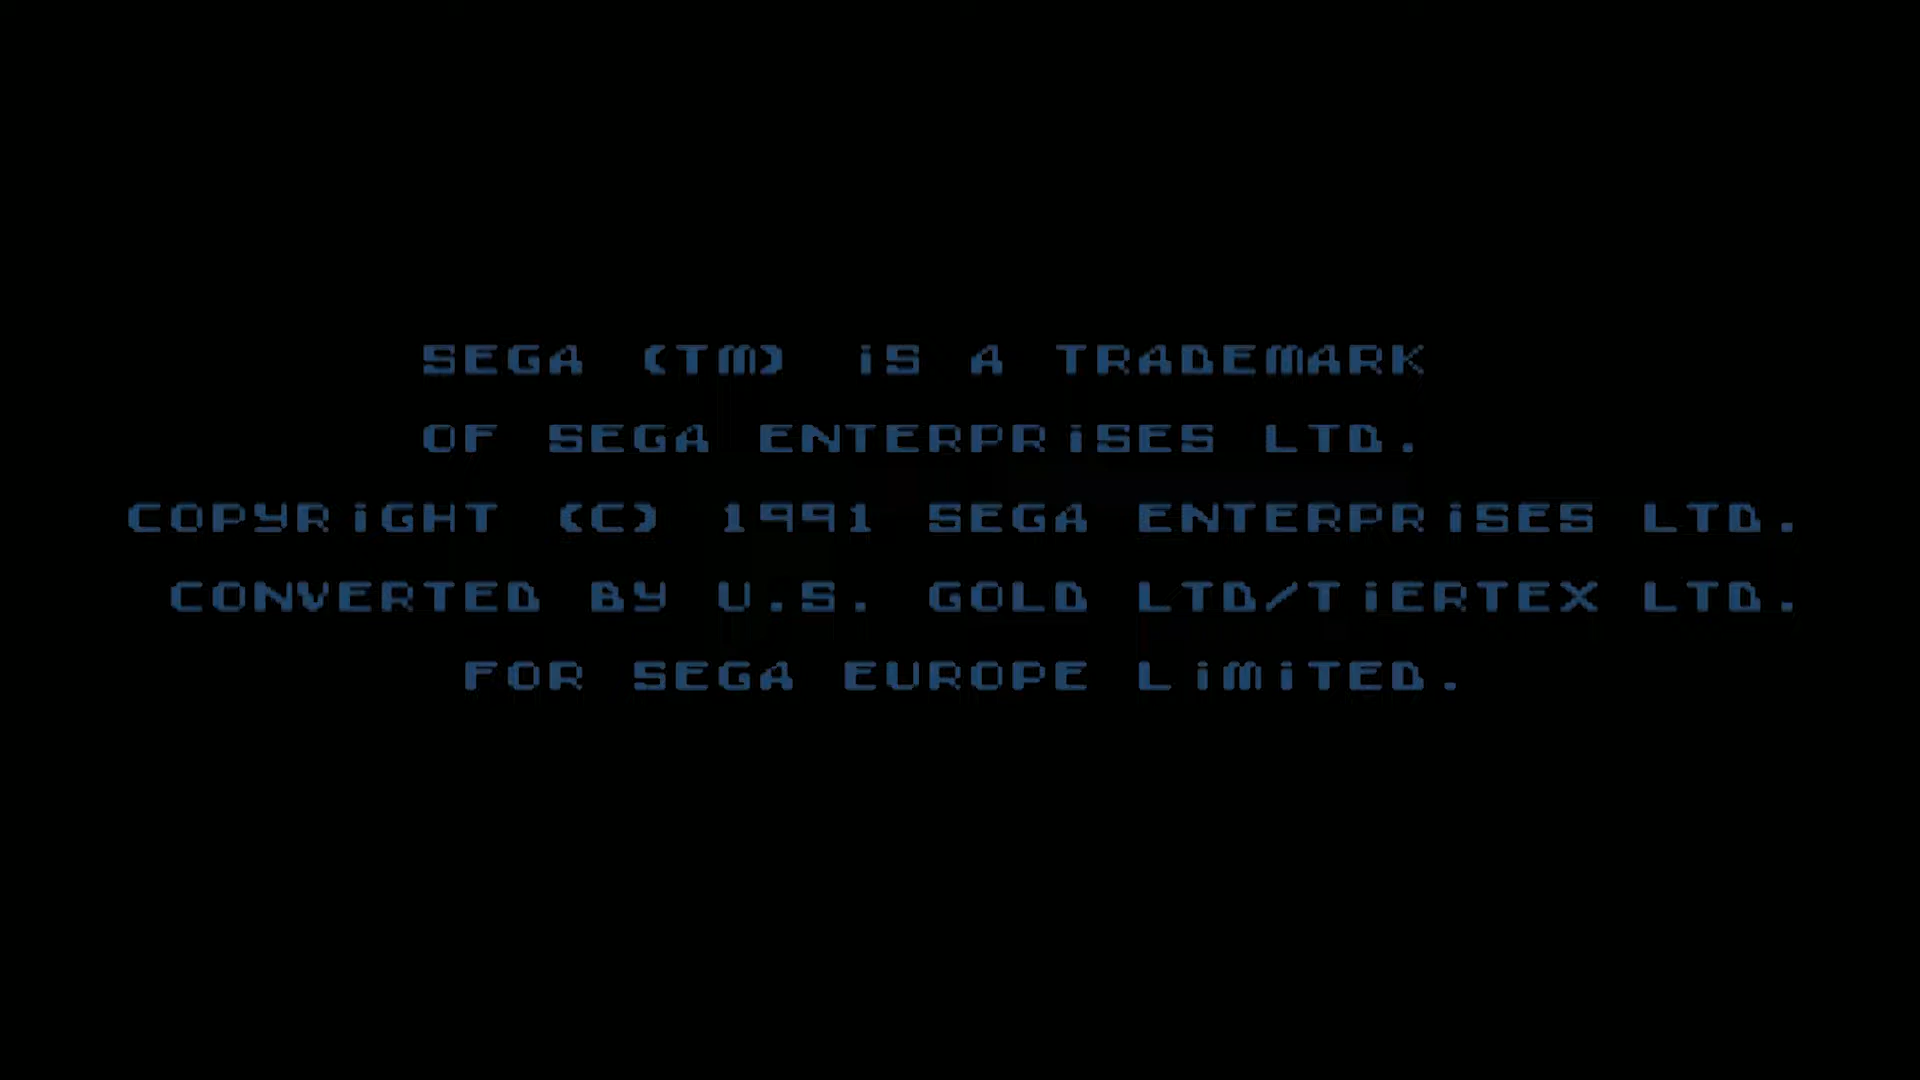 SEGA (TM) iS A TRADEMARK
OF SEGA ENTERPRiSES LTD.
COPYRiGHT (C) 1991 SEGA ENTERPRiSES LTD.
CONVERTED BY U.S. GOLD LTD/TiERTEX LTD.
FOR SEGA EUROPE LiMiTED.